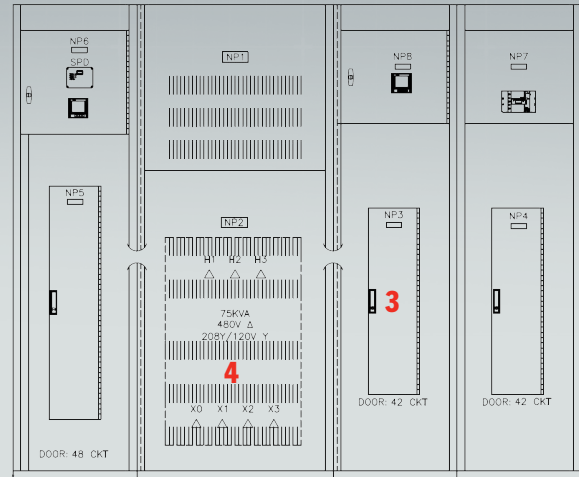 NP6
SPD
NP1
NP8
NP7
NP5
NP2
NP3
NP4
H1 H2 H3
75KVA
480V Δ
208Y/120V Y
3
4
X0 X1 X2 X3
DOOR: 48 CKT
DOOR: 42 CKT
DOOR: 42 CKT